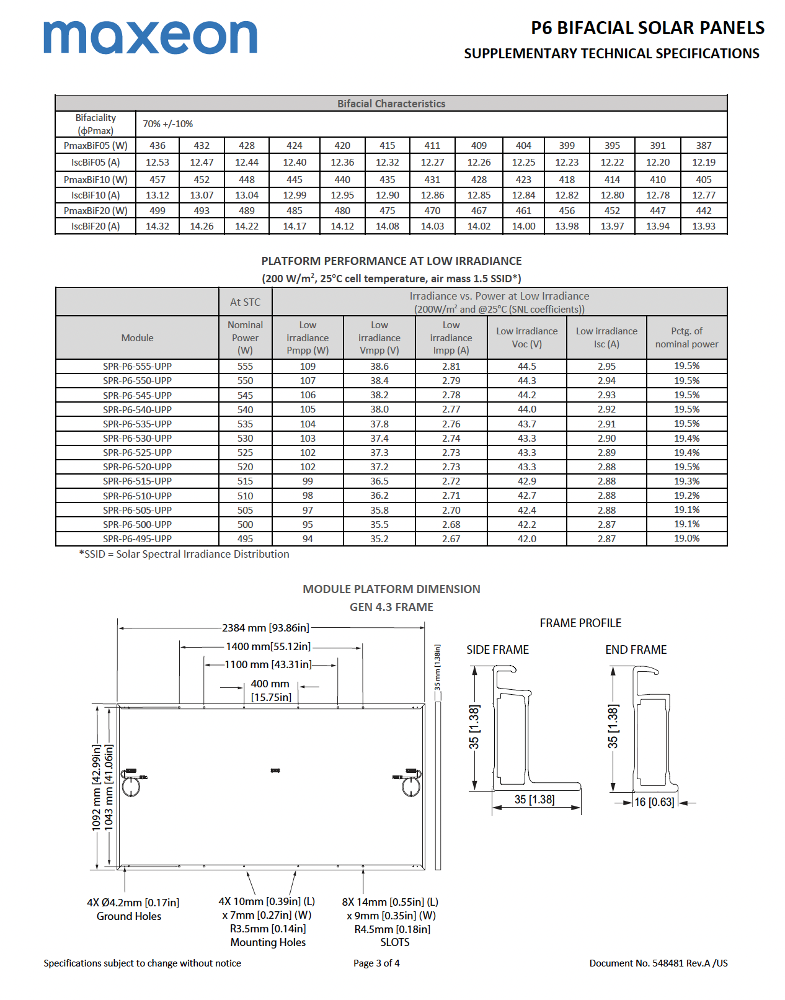 maxeon
P6 BIFACIAL SOLAR PANELS
SUPPLEMENTARY TECHNICAL SPECIFICATIONS
Bifacial Characteristics
Bifaciality
(ϕPmax) 70% +/-10%
PmaxBiF05 (W) 436 432 428 424 420 415 411 409 404 399 395 391 387
IscBiF05 (A) 12.53 12.47 12.44 12.40 12.36 12.32 12.27 12.26 12.25 12.23 12.22 12.20 12.19
PmaxBiF10 (W) 457 452 448 445 440 435 431 428 423 418 414 410 405
IscBiF10 (A) 13.12 13.07 13.04 12.99 12.95 12.90 12.86 12.85 12.84 12.82 12.80 12.78 12.77
PmaxBiF20 (W) 499 493 489 485 480 475 470 467 461 456 452 447 442
IscBiF20 (A) 14.32 14.26 14.22 14.17 14.12 14.08 14.03 14.02 14.00 13.98 13.97 13.94 13.93
PLATFORM PERFORMANCE AT LOW IRRADIANCE
(200 W/m², 25°C cell temperature, air mass 1.5 SSID*)
At STC
Irradiance vs. Power at Low Irradiance
(200W/m² and @25°C (SNL coefficients))
Module
Nominal
Power
(W)
Low
irradiance
Pmpp (W)
Low
irradiance
Vmpp (V)
Low
irradiance
Impp (A)
Low irradiance
Voc (V)
Low irradiance
Isc (A)
Pctg. of
nominal power
SPR-P6-555-UPP 555 109 38.6 2.81 44.5 2.95 19.5%
SPR-P6-550-UPP 550 107 38.4 2.79 44.3 2.94 19.5%
SPR-P6-545-UPP 545 106 38.2 2.78 44.2 2.93 19.5%
SPR-P6-540-UPP 540 105 38.0 2.77 44.0 2.92 19.5%
SPR-P6-535-UPP 535 104 37.8 2.76 43.7 2.91 19.5%
SPR-P6-530-UPP 530 103 37.4 2.74 43.3 2.90 19.4%
SPR-P6-525-UPP 525 102 37.3 2.73 43.3 2.89 19.4%
SPR-P6-520-UPP 520 102 37.2 2.73 43.3 2.88 19.5%
SPR-P6-515-UPP 515 99 36.5 2.72 42.9 2.88 19.3%
SPR-P6-510-UPP 510 98 36.2 2.71 42.7 2.88 19.2%
SPR-P6-505-UPP 505 97 35.8 2.70 42.4 2.88 19.1%
SPR-P6-500-UPP 500 95 35.5 2.68 42.2 2.87 19.1%
SPR-P6-495-UPP 495 94 35.2 2.67 42.0 2.87 19.0%
*SSID = Solar Spectral Irradiance Distribution
MODULE PLATFORM DIMENSION
GEN 4.3 FRAME
2384 mm [93.86in]
1400 mm[55.12in]
1100 mm [43.31in]
400 mm
[15.75in]
35 mm [1.38in]
1092 mm [42.99in]
1043 mm [41.06in]
4X Ø4.2mm [0.17in]
Ground Holes
4X 10mm [0.39in] (L)
x 7mm [0.27in] (W)
R3.5mm [0.14in]
Mounting Holes
8X 14mm [0.55in] (L)
x 9mm [0.35in] (W)
R4.5mm [0.18in]
SLOTS
FRAME PROFILE
SIDE FRAME
35 [1.38]
35 [1.38]
END FRAME
35 [1.38]
16 [0.63]
Specifications subject to change without notice
Page 3 of 4
Document No. 548481 Rev.A /US